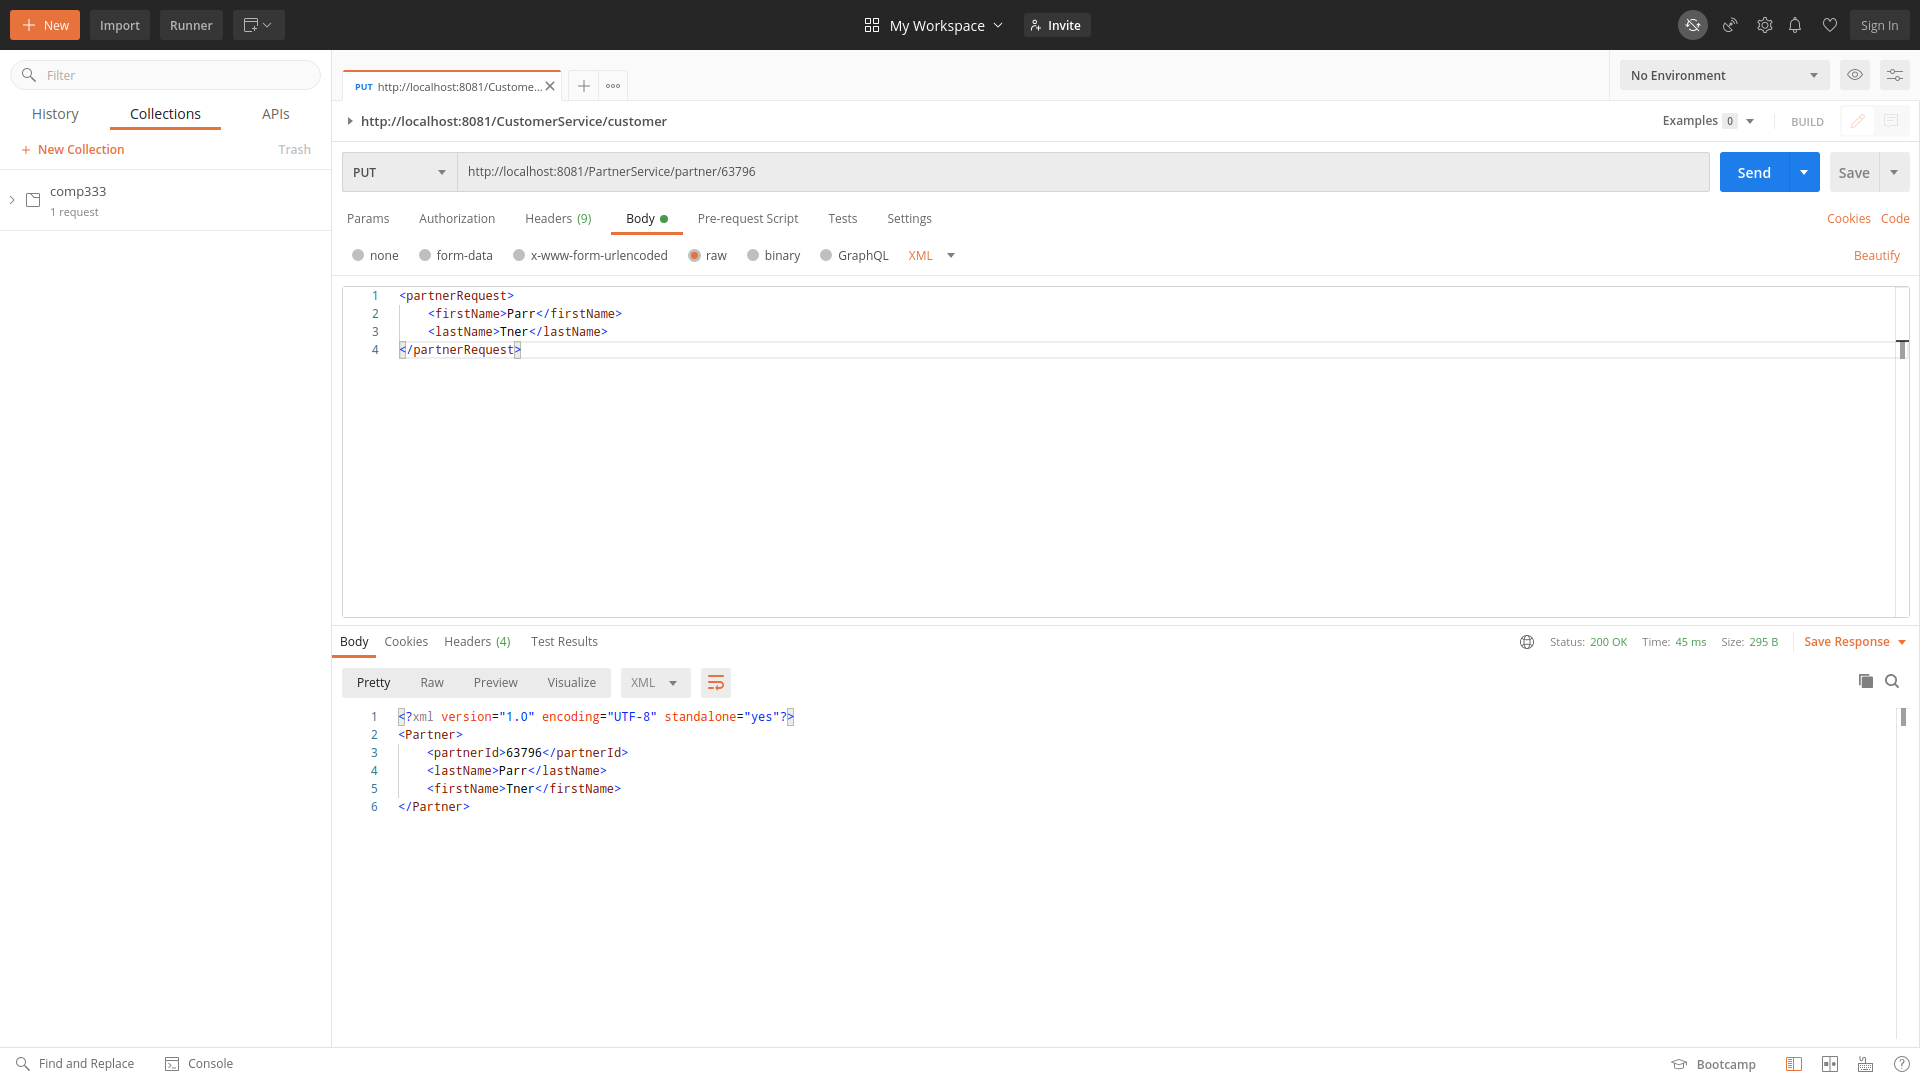 New
Import
Runner
My Workspace
Invite
Sign In
Filter
History
Collections
APIs
New Collection
Trash
comp333
1 request
PUT http://localhost:8081/Custome...
No Environment
http://localhost:8081/CustomerService/customer
Examples 0
BUILD
PUT
http://localhost:8081/PartnerService/partner/63796
Send
Save
Params
Authorization
Headers (9)
Body
Pre-request Script
Tests
Settings
Cookies
Code
none
form-data
x-www-form-urlencoded
raw
binary
GraphQL
XML
Beautify
1 <partnerRequest>
2 <firstName>Parr</firstName>
3 <lastName>Tner</lastName>
4 </partnerRequest>
Body
Cookies
Headers (4)
Test Results
Status: 200 OK
Time: 45 ms
Size: 295 B
Save Response
Pretty
Raw
Preview
Visualize
XML
1 <?xml version="1.0" encoding="UTF-8" standalone="yes"?>
2 <Partner>
3 <partnerId>63796</partnerId>
4 <lastName>Parr</lastName>
5 <firstName>Tner</firstName>
6 </Partner>
Find and Replace
Console
Bootcamp